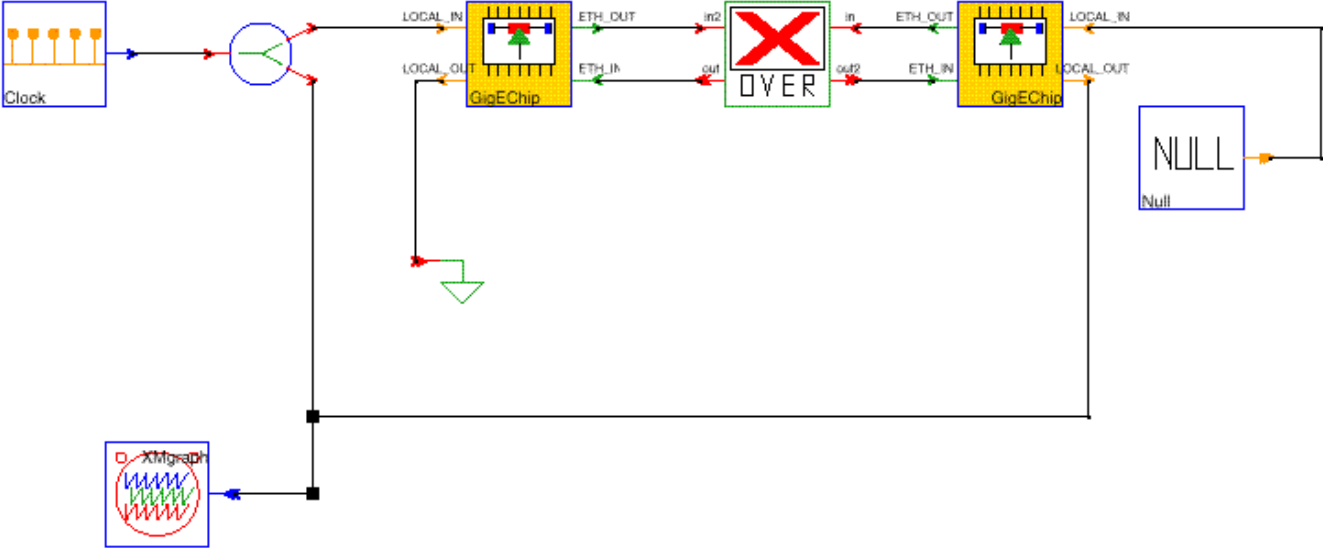 LOCAL_IN
ETH_OUT
in2
in
ETH_OUT
LOCAL_IN
LOCAL_OUT
ETH_IN
out
out2
ETH_IN
LOCAL_OUT
OVER
Clock
GigEChip
GigEChip
NULL
Null
XMgraph